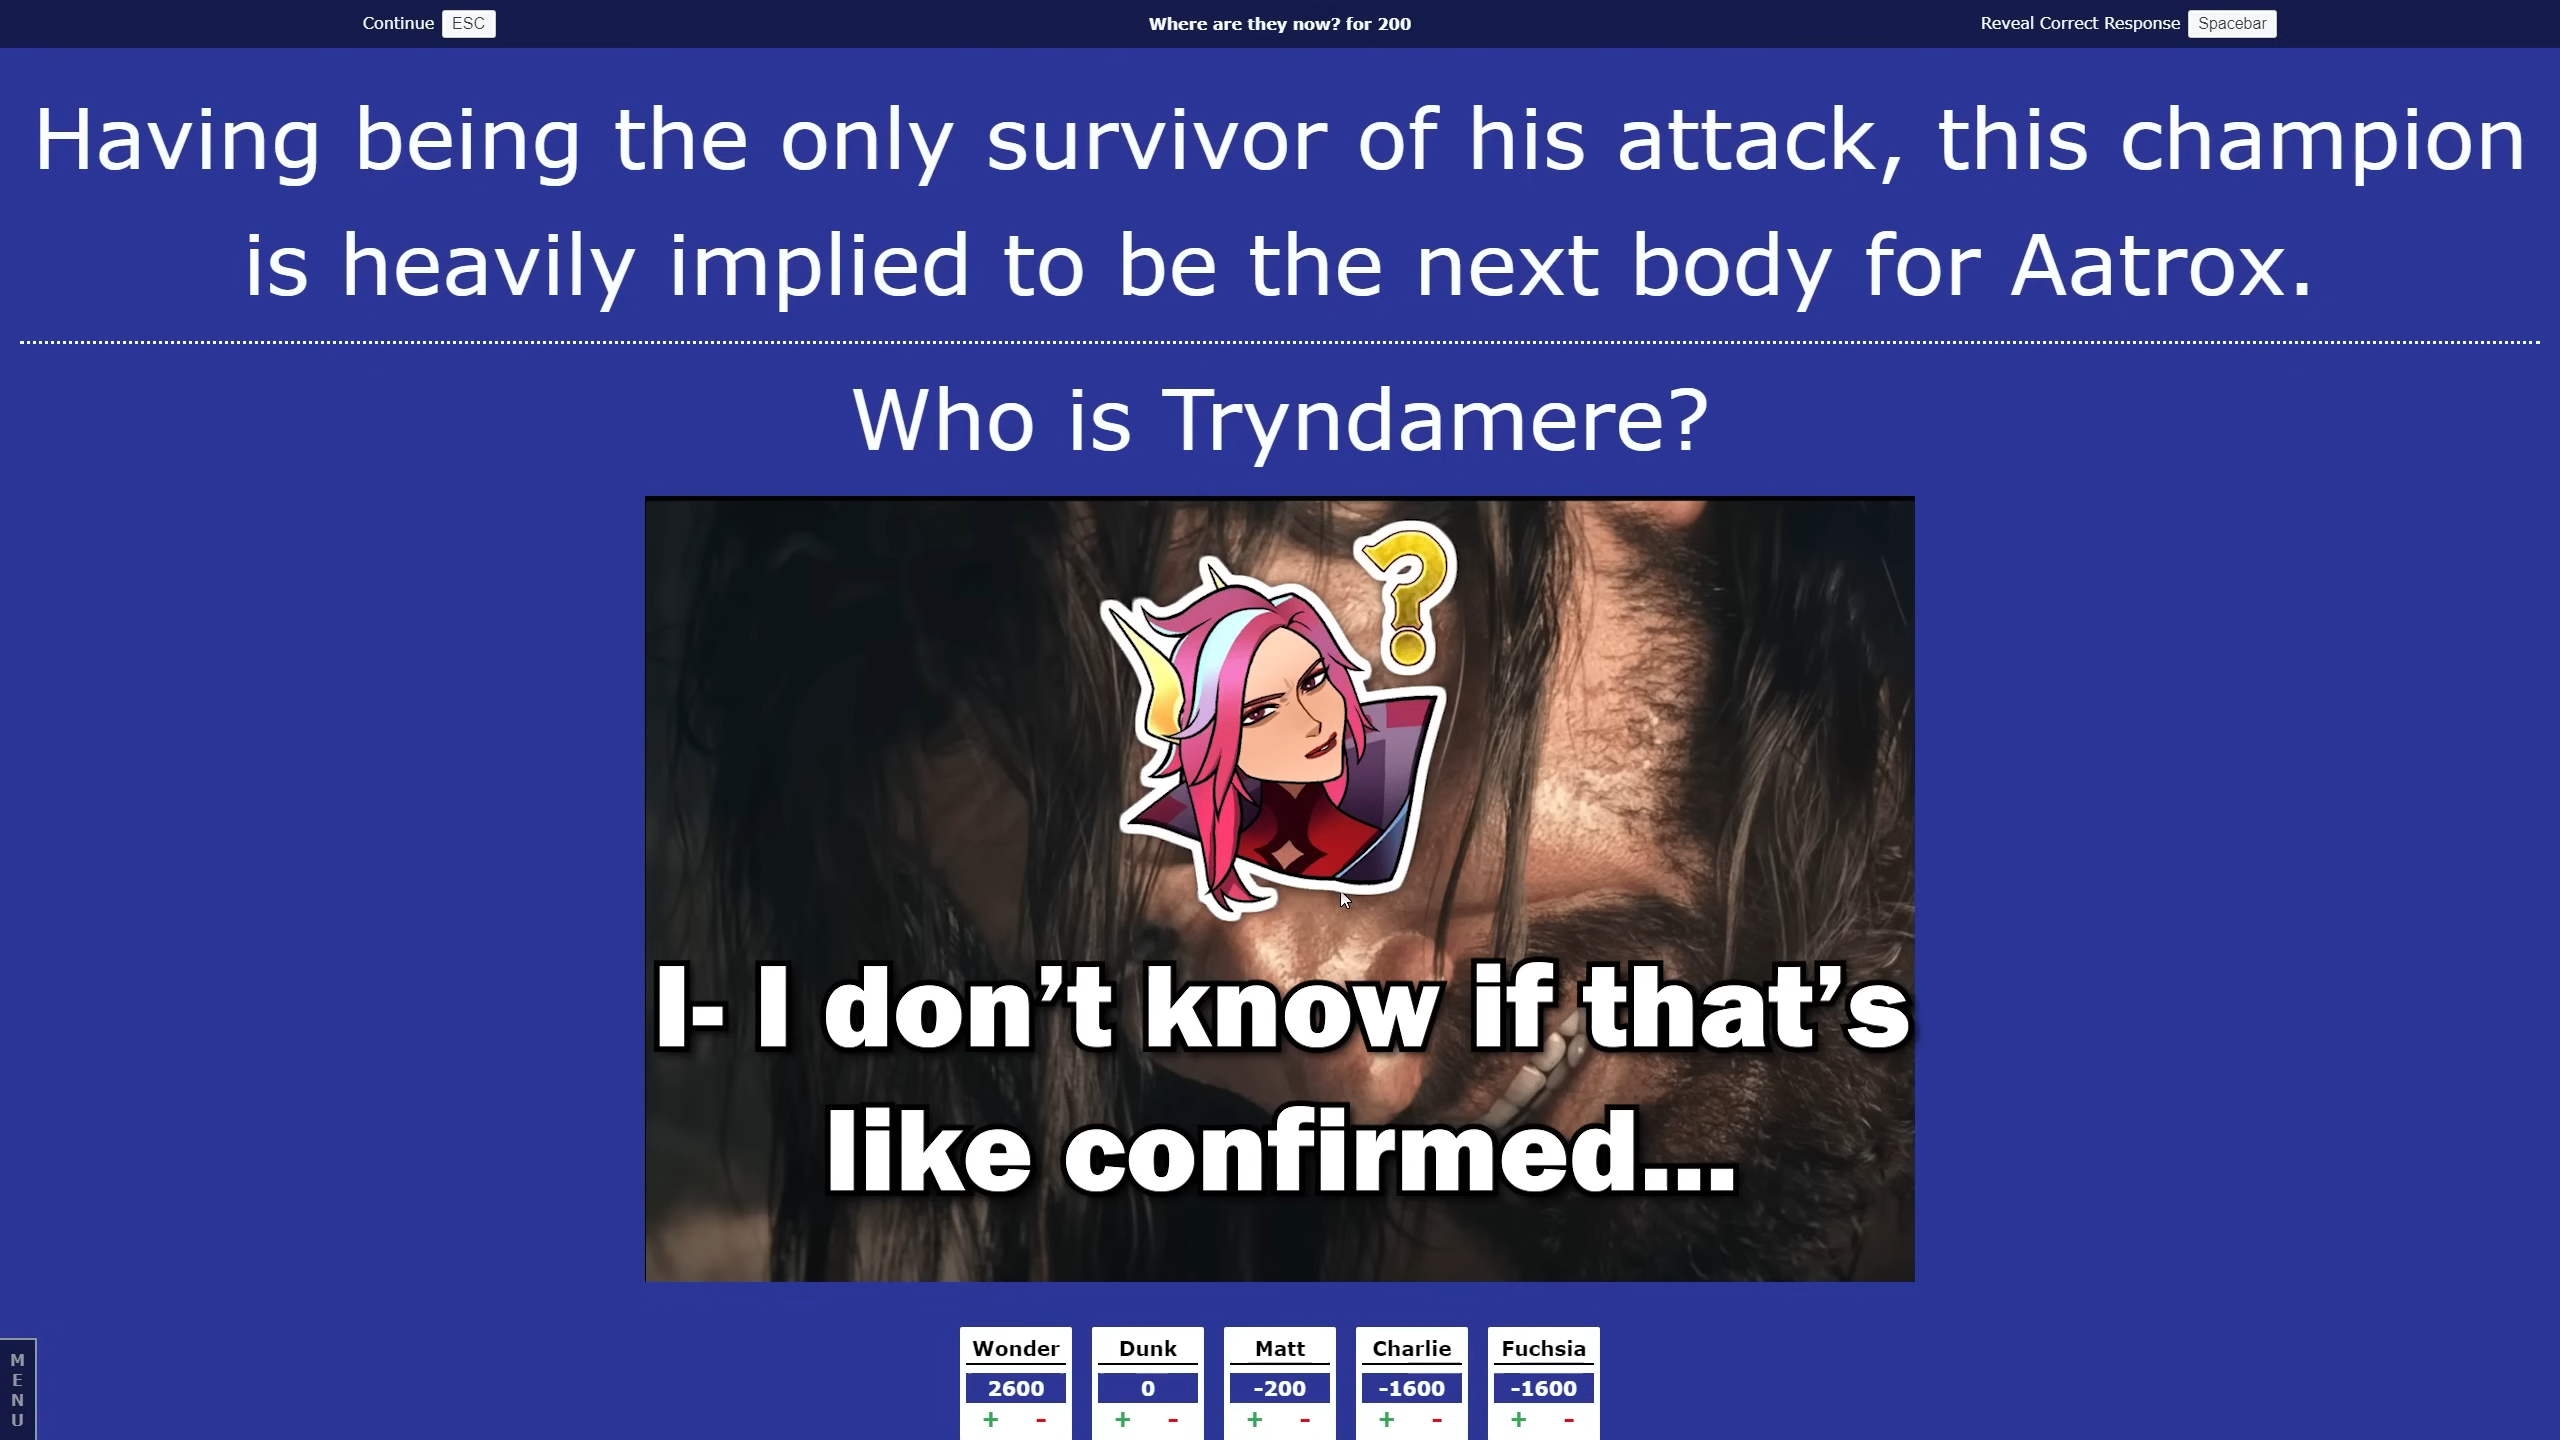 Continue ESC
Where are they now? for 200
Reveal Correct Response Spacebar
Having being the only survivor of his attack, this champion
is heavily implied to be the next body for Aatrox.
Who is Tryndamere?
?
I- I don’t know if that’s
like confirmed...
MENU
Wonder Dunk Matt Charlie Fuchsia
2600 0 -200 -1600 -1600
+ - + - + - + - + -